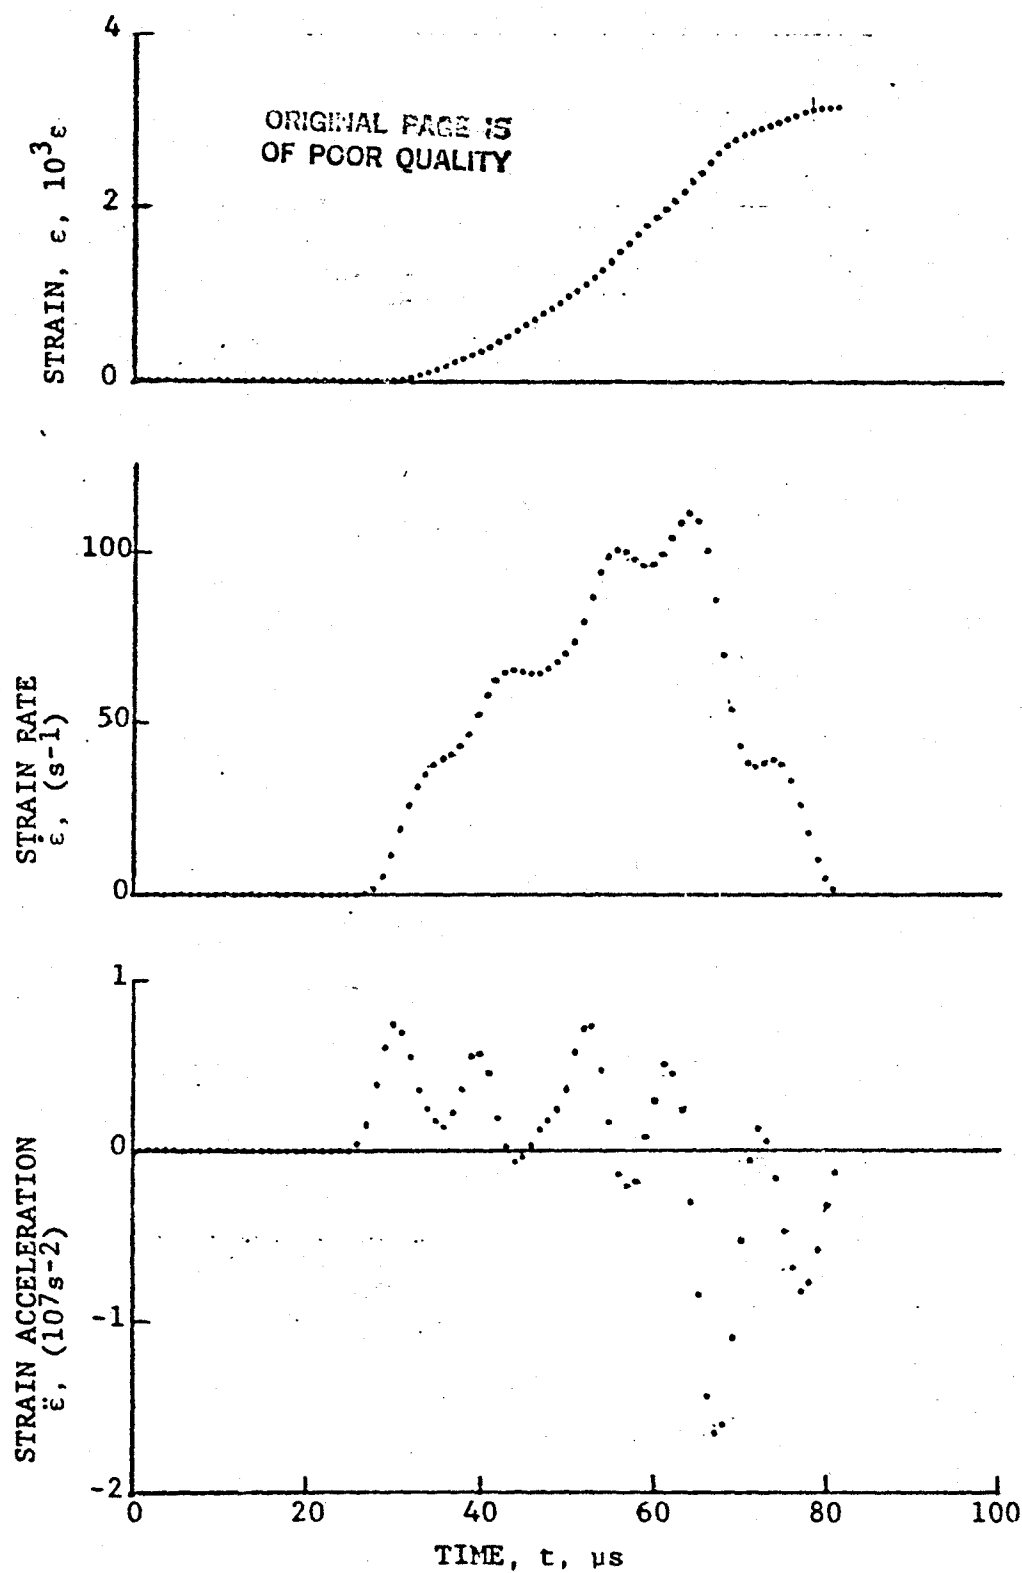 4
ORIGINAL PAGE IS
OF POOR QUALITY
2
0
STRAIN, ε, 10³ε
100
50
0
STRAIN RATE
ε̇, (s-1)
1
0
-1
-2
STRAIN ACCELERATION
ε̈, (10⁷s-2)
0 20 40 60 80 100
TIME, t, μs